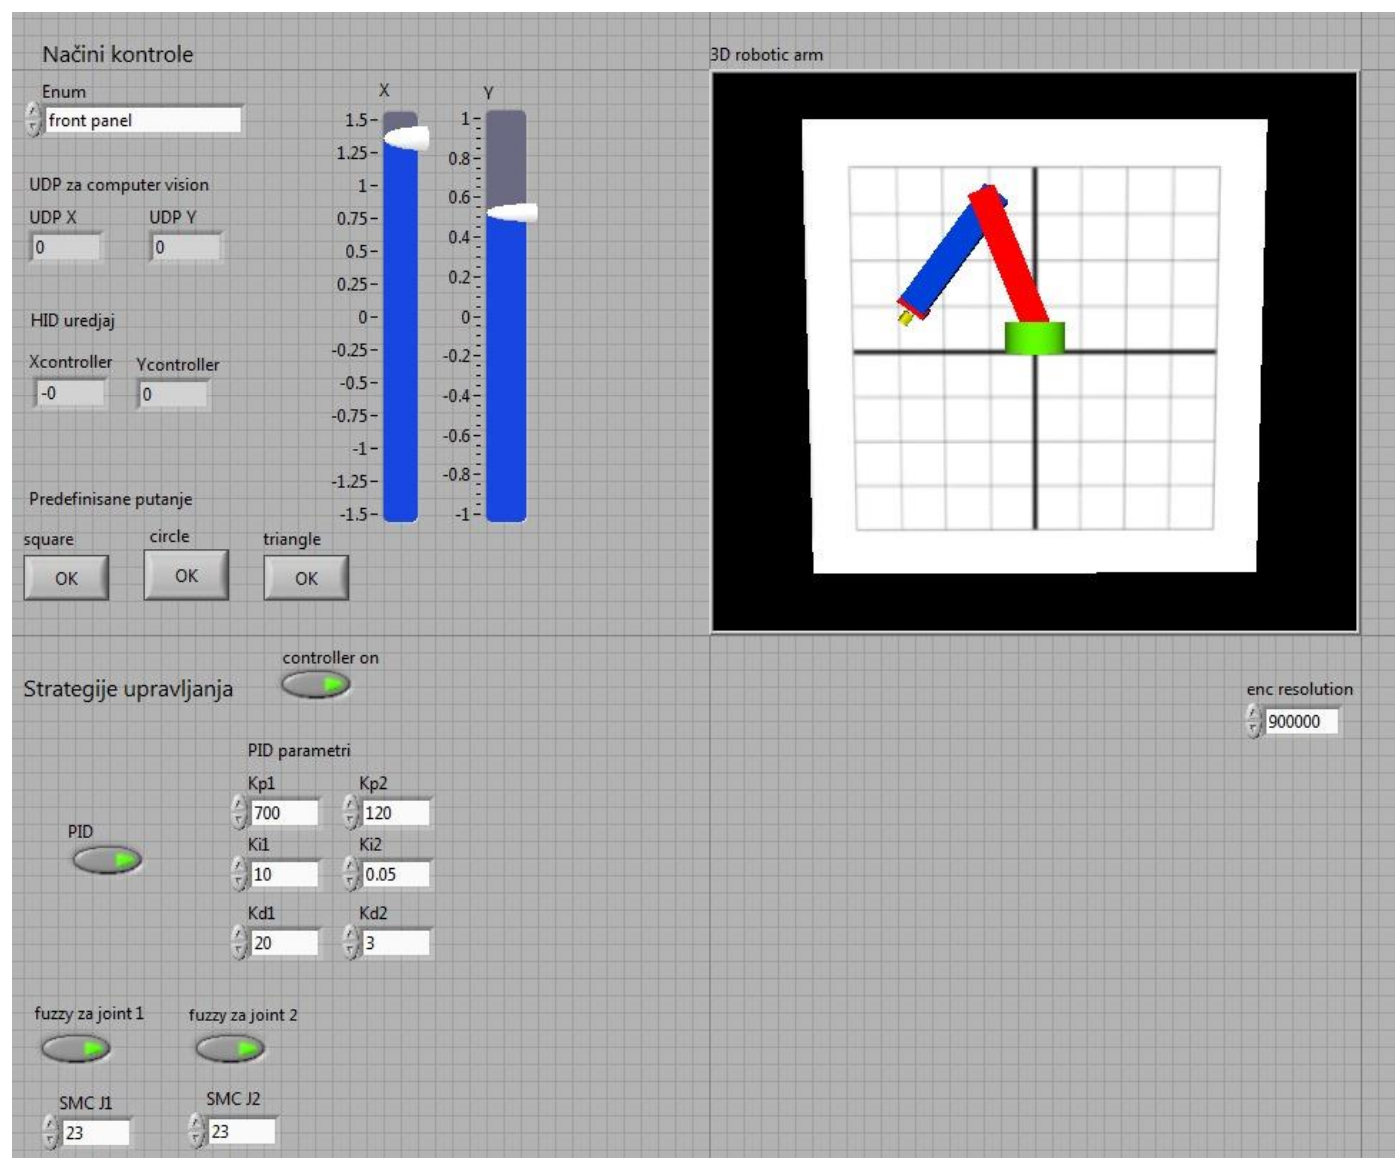 Načini kontrole
Enum
front panel
UDP za computer vision
UDP X UDP Y
0 0
HID uredjaj
Xcontroller Ycontroller
-0 0
Predefinisane putanje
square circle triangle
OK OK OK
X
1.5
1.25
1
0.75
0.5
0.25
0
-0.25
-0.5
-0.75
-1
-1.25
-1.5
Y
1
0.8
0.6
0.4
0.2
0
-0.2
-0.4
-0.6
-0.8
-1
3D robotic arm
controller on
Strategije upravljanja
PID parametri
Kp1 Kp2
700 120
PID
Ki1 Ki2
10 0.05
Kd1 Kd2
20 3
fuzzy za joint 1 fuzzy za joint 2
SMC J1 SMC J2
23 23
enc resolution
900000